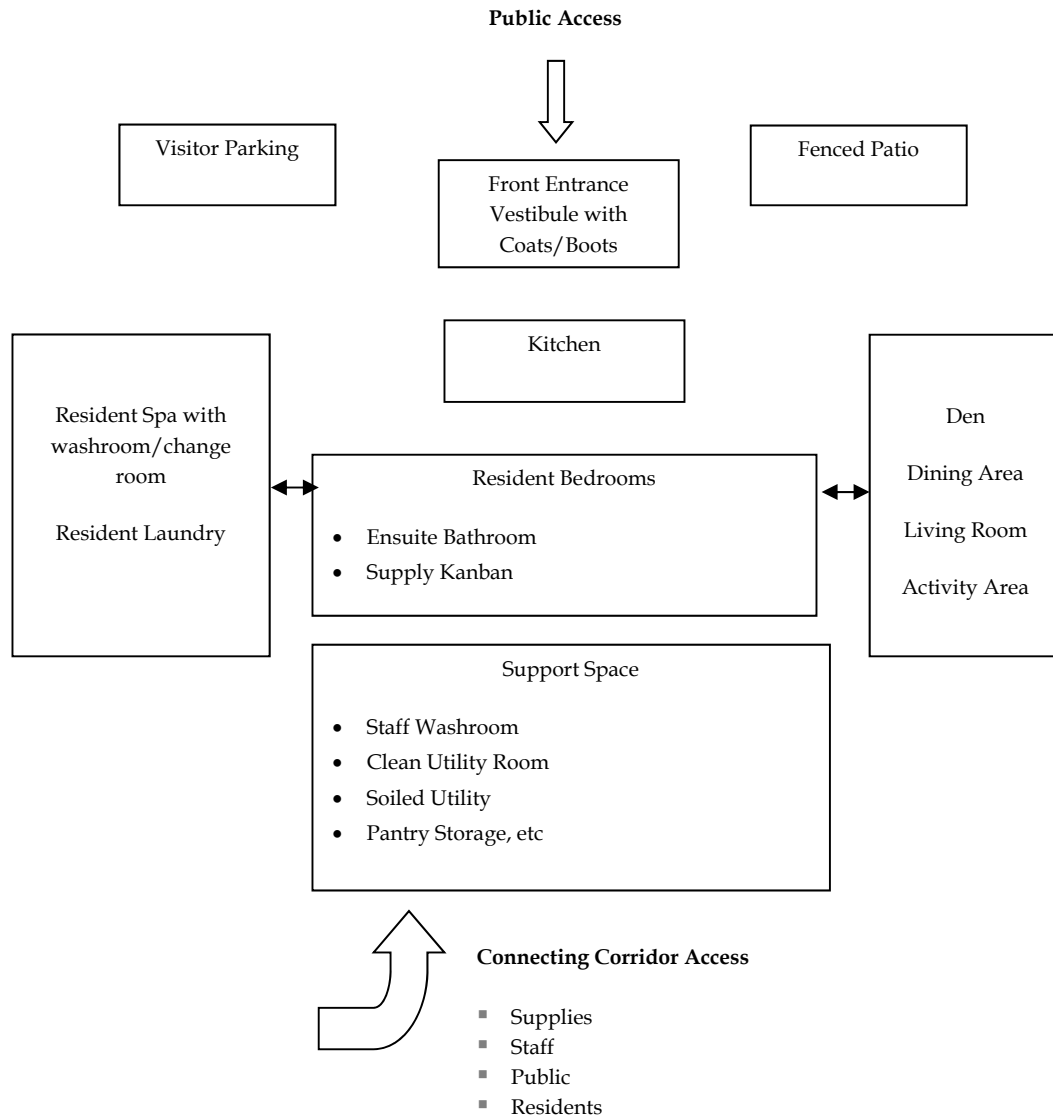 Public Access
Visitor Parking
Fenced Patio
Front Entrance
Vestibule with
Coats/Boots
Kitchen
Resident Spa with
washroom/change
room
Resident Laundry
Resident Bedrooms
• Ensuite Bathroom
• Supply Kanban
Den
Dining Area
Living Room
Activity Area
Support Space
• Staff Washroom
• Clean Utility Room
• Soiled Utility
• Pantry Storage, etc
Connecting Corridor Access
▪ Supplies
▪ Staff
▪ Public
▪ Residents